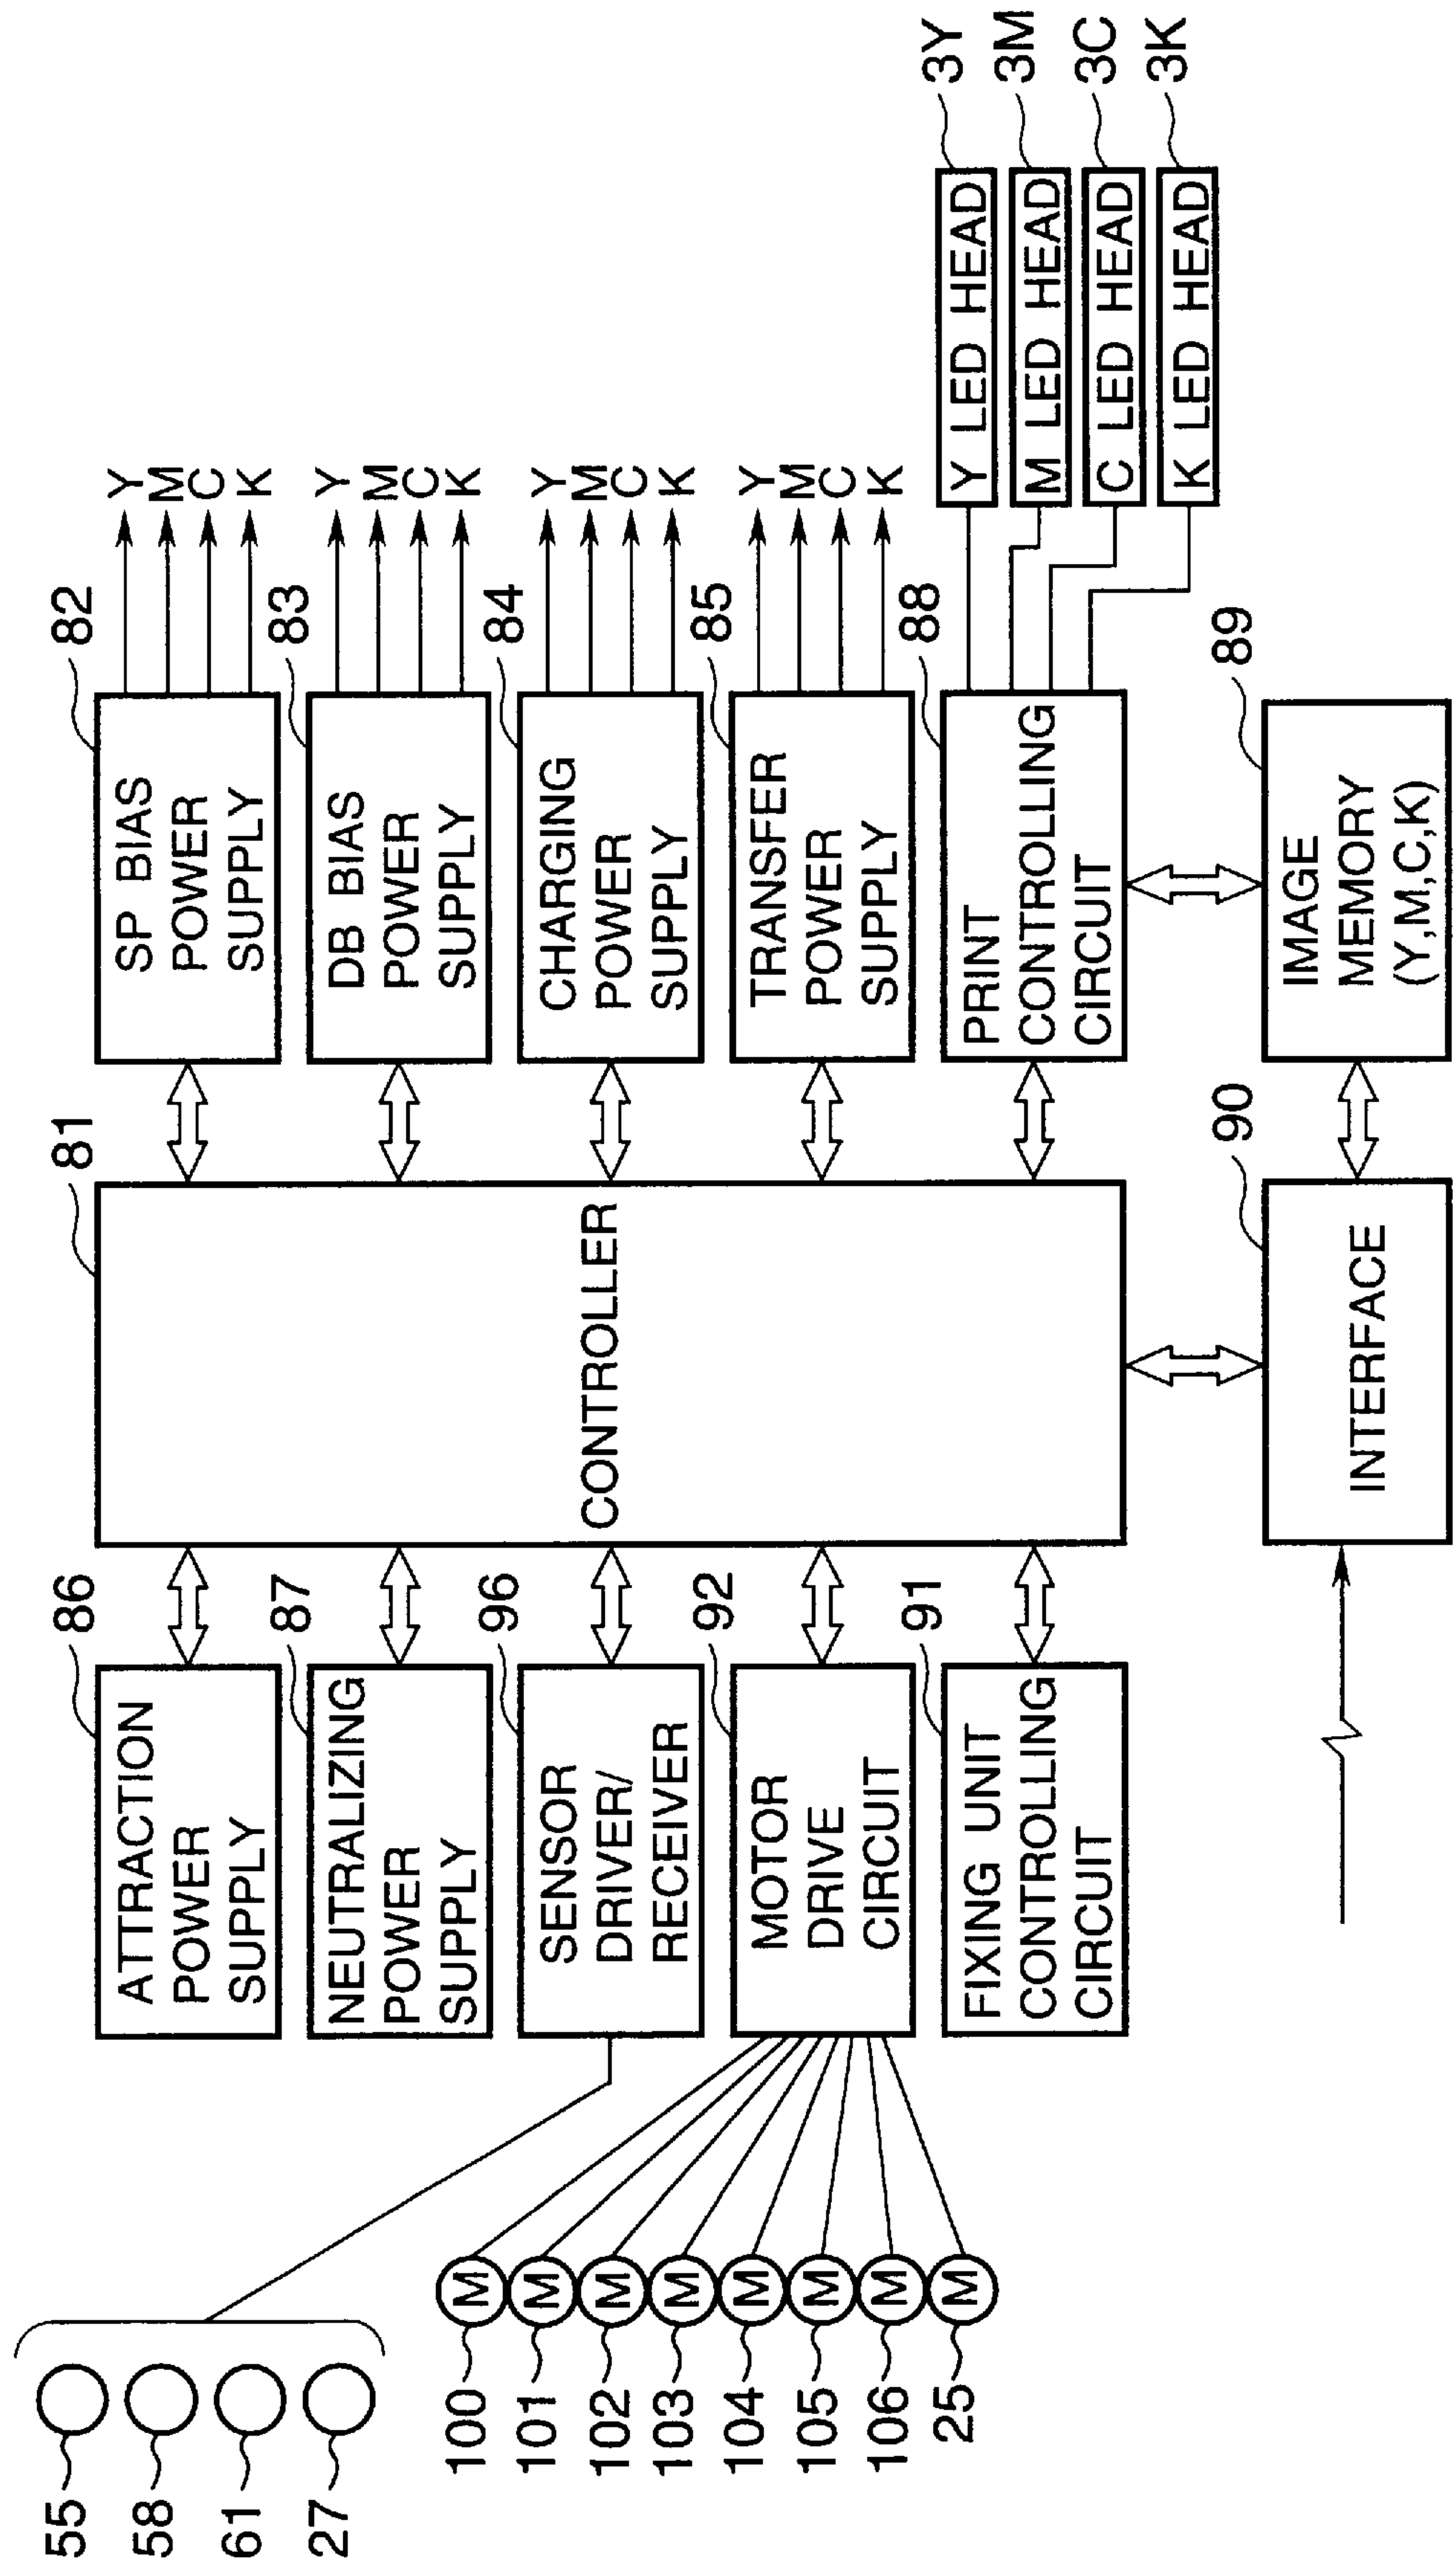 55
58
61
27
100
101
102
103
104
105
106
25
M
M
M
M
M
M
M
M
86
ATTRACTION
POWER
SUPPLY
87
NEUTRALIZING
POWER
SUPPLY
96
SENSOR
DRIVER/
RECEIVER
92
MOTOR
DRIVE
CIRCUIT
91
FIXING UNIT
CONTROLLING
CIRCUIT
81
CONTROLLER
90
INTERFACE
82
SP BIAS
POWER
SUPPLY
Y
M
C
K
83
DB BIAS
POWER
SUPPLY
Y
M
C
K
84
CHARGING
POWER
SUPPLY
Y
M
C
K
85
TRANSFER
POWER
SUPPLY
Y
M
C
K
88
PRINT
CONTROLLING
CIRCUIT
89
IMAGE
MEMORY
(Y,M,C,K)
Y LED HEAD
3Y
M LED HEAD
3M
C LED HEAD
3C
K LED HEAD
3K